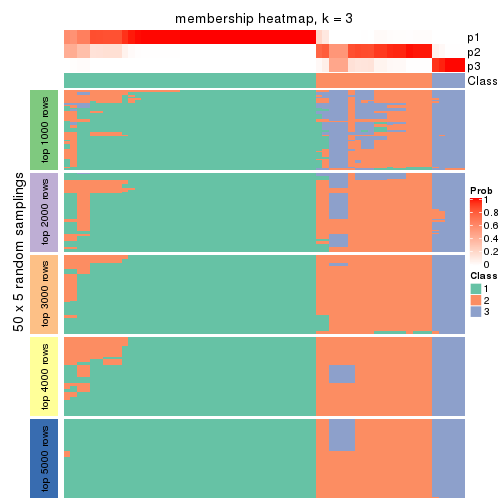 membership heatmap, k = 3
p1
p2
p3
Class
50 x 5 random samplings
top 1000 rows
top 2000 rows
top 3000 rows
top 4000 rows
top 5000 rows
Prob
1
0.8
0.6
0.4
0.2
0
Class
1
2
3